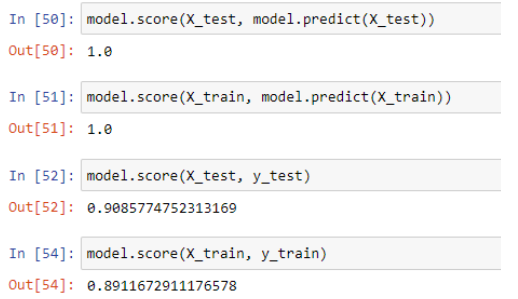 In [50]: model.score(X_test, model.predict(X_test))
Out[50]: 1.0
In [51]: model.score(X_train, model.predict(X_train))
Out[51]: 1.0
In [52]: model.score(X_test, y_test)
Out[52]: 0.9085774752313169
In [54]: model.score(X_train, y_train)
Out[54]: 0.8911672911176578